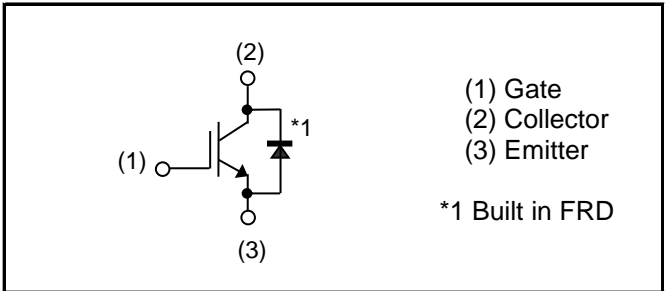 (2)
*1
(1)
(3)
(1) Gate
(2) Collector
(3) Emitter
*1 Built in FRD